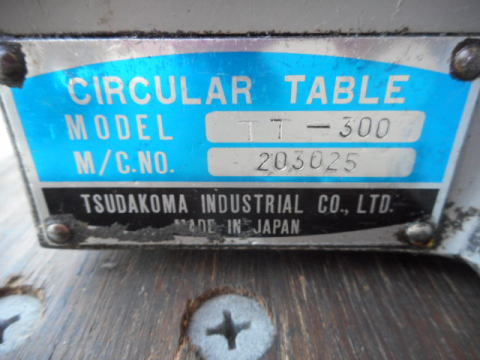 CIRCULAR TABLE
MODEL TT-300
M/C.NO. 203025
TSUDAKOMA INDUSTRIAL CO., LTD.
MADE IN JAPAN